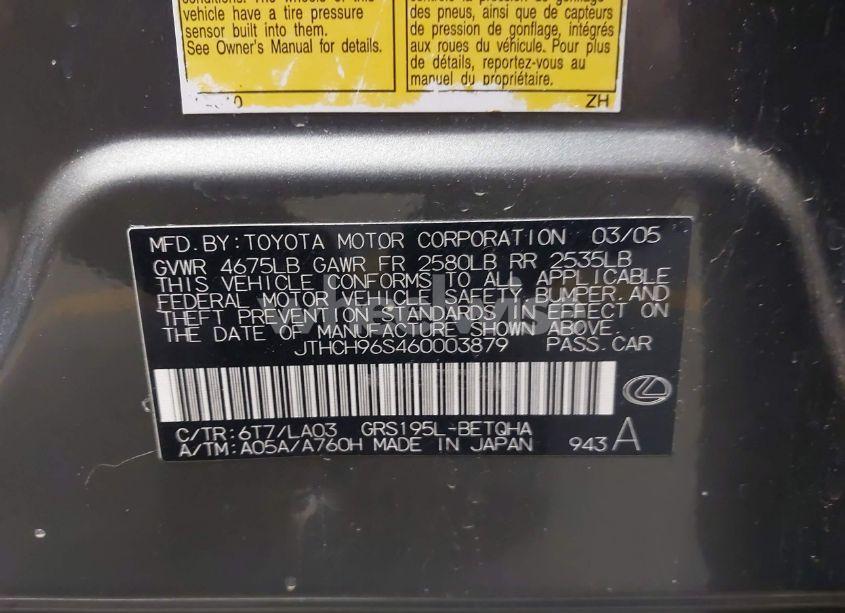 vehicle have a tire pressure
sensor built into them.
See Owner's Manual for details.
des pneus, ainsi que de capteurs
de pression de gonflage, intégrés
aux roues du véhicule. Pour plus
de détails, reportez-vous au
manuel du propriétaire.
ZH
MFD. BY: TOYOTA MOTOR CORPORATION 03/05
GVWR 4675LB GAWR FR 2580LB RR 2535LB
THIS VEHICLE CONFORMS TO ALL APPLICABLE
FEDERAL MOTOR VEHICLE SAFETY, BUMPER, AND
THEFT PREVENTION STANDARDS IN EFFECT ON
THE DATE OF MANUFACTURE SHOWN ABOVE.
JTHCH96S460003879 PASS. CAR
C/TR: 6T7/LA03 GRS195L-BETQHA
A/TM: A05A/A760H MADE IN JAPAN 943 A